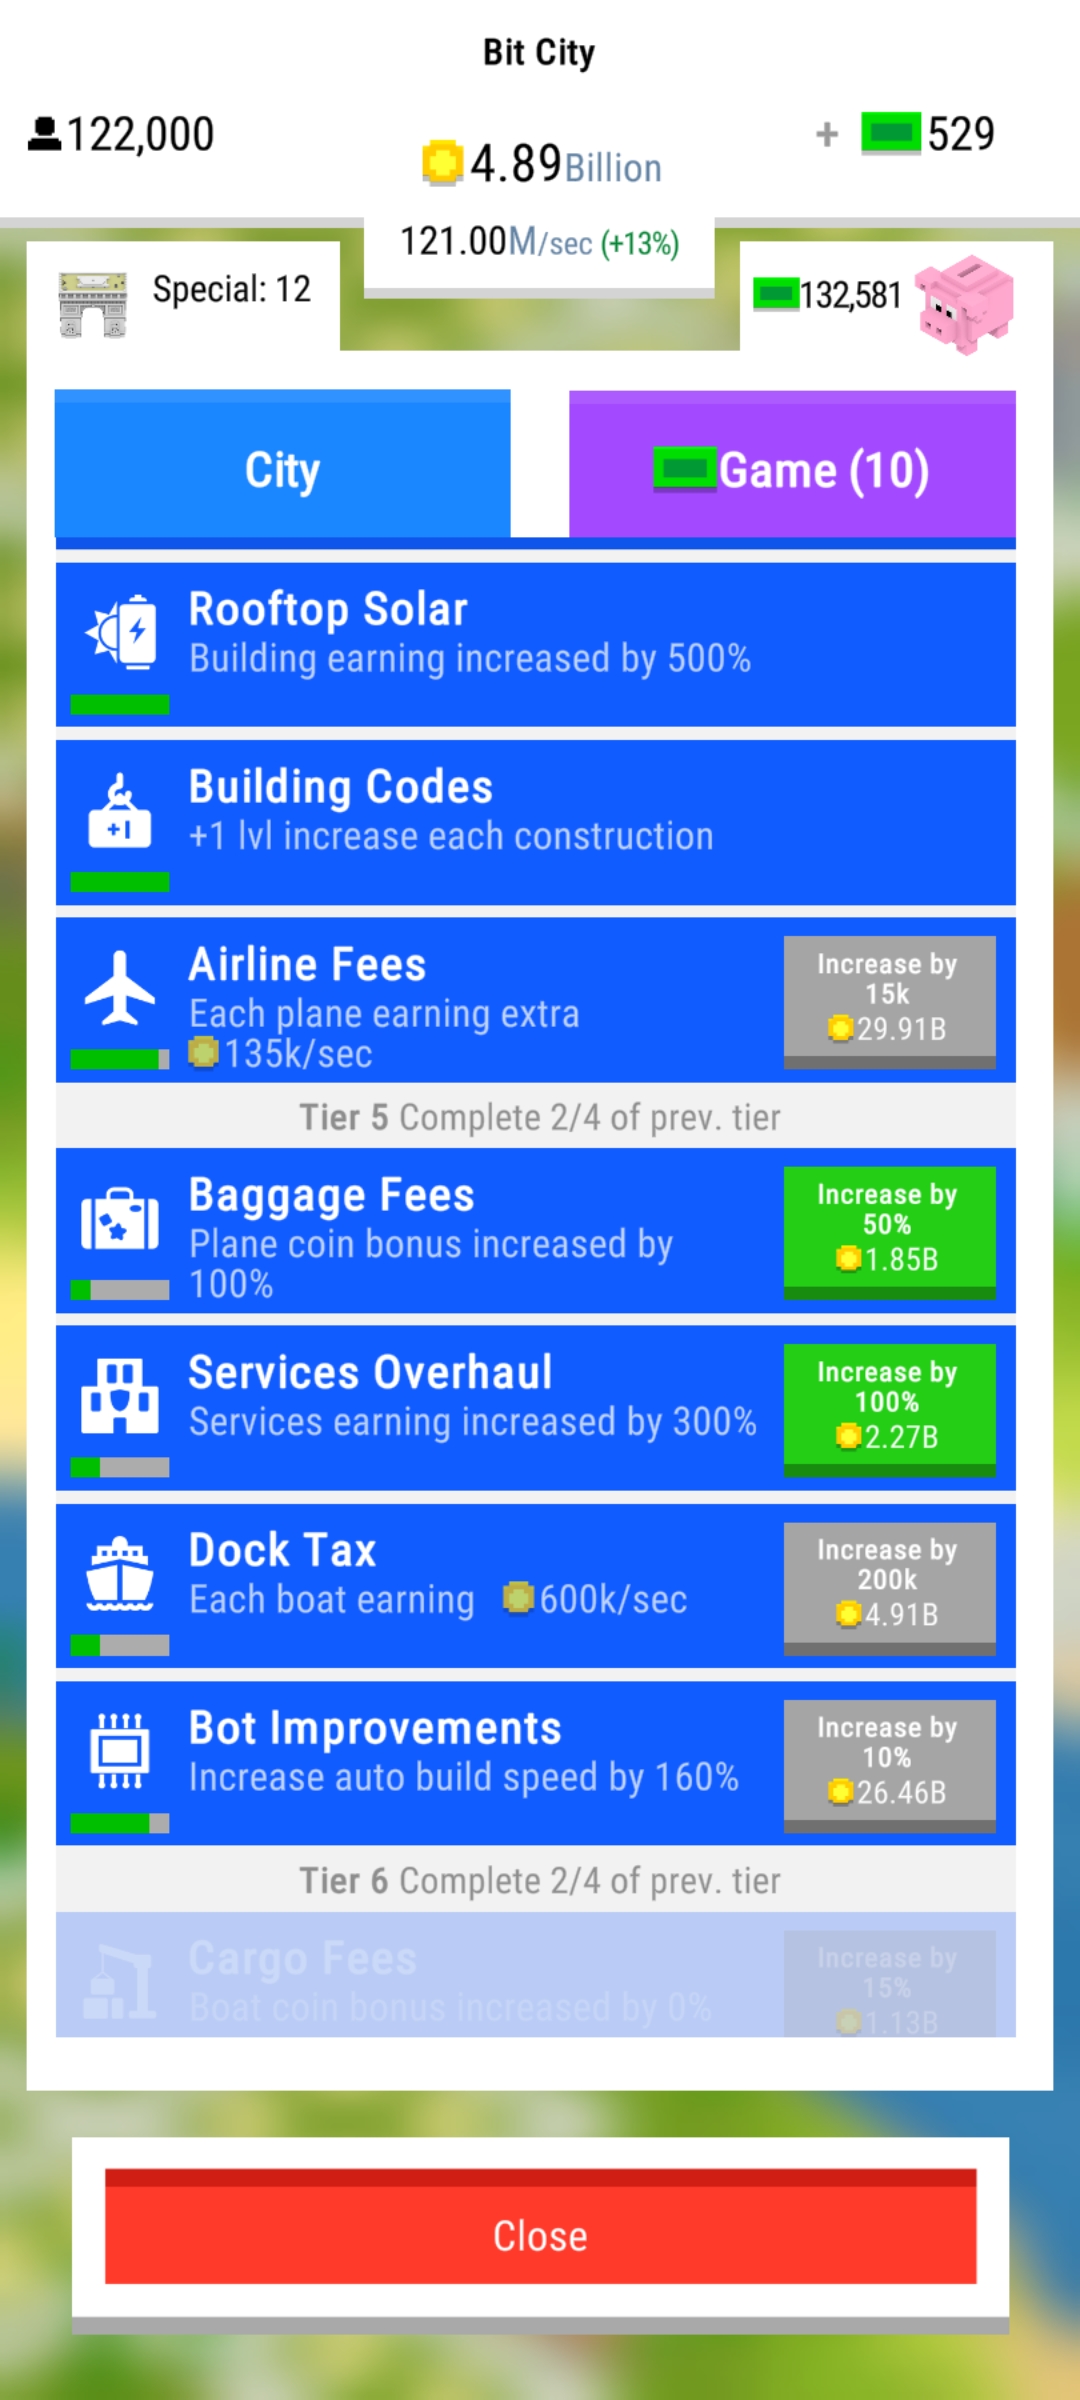 Bit City
122,000
4.89Billion
+ 529
121.00M/sec (+13%)
Special: 12
132,581
City
Game (10)
Rooftop Solar
Building earning increased by 500%
+1
Building Codes
+1 lvl increase each construction
Airline Fees
Each plane earning extra
135k/sec
Increase by
15k
29.91B
Tier 5 Complete 2/4 of prev. tier
Baggage Fees
Plane coin bonus increased by
100%
Increase by
50%
1.85B
Services Overhaul
Services earning increased by 300%
Increase by
100%
2.27B
Dock Tax
Each boat earning 600k/sec
Increase by
200k
4.91B
Bot Improvements
Increase auto build speed by 160%
Increase by
10%
26.46B
Tier 6 Complete 2/4 of prev. tier
Cargo Fees
Boat coin bonus increased by 0%
Increase by
15%
1.13B
Close